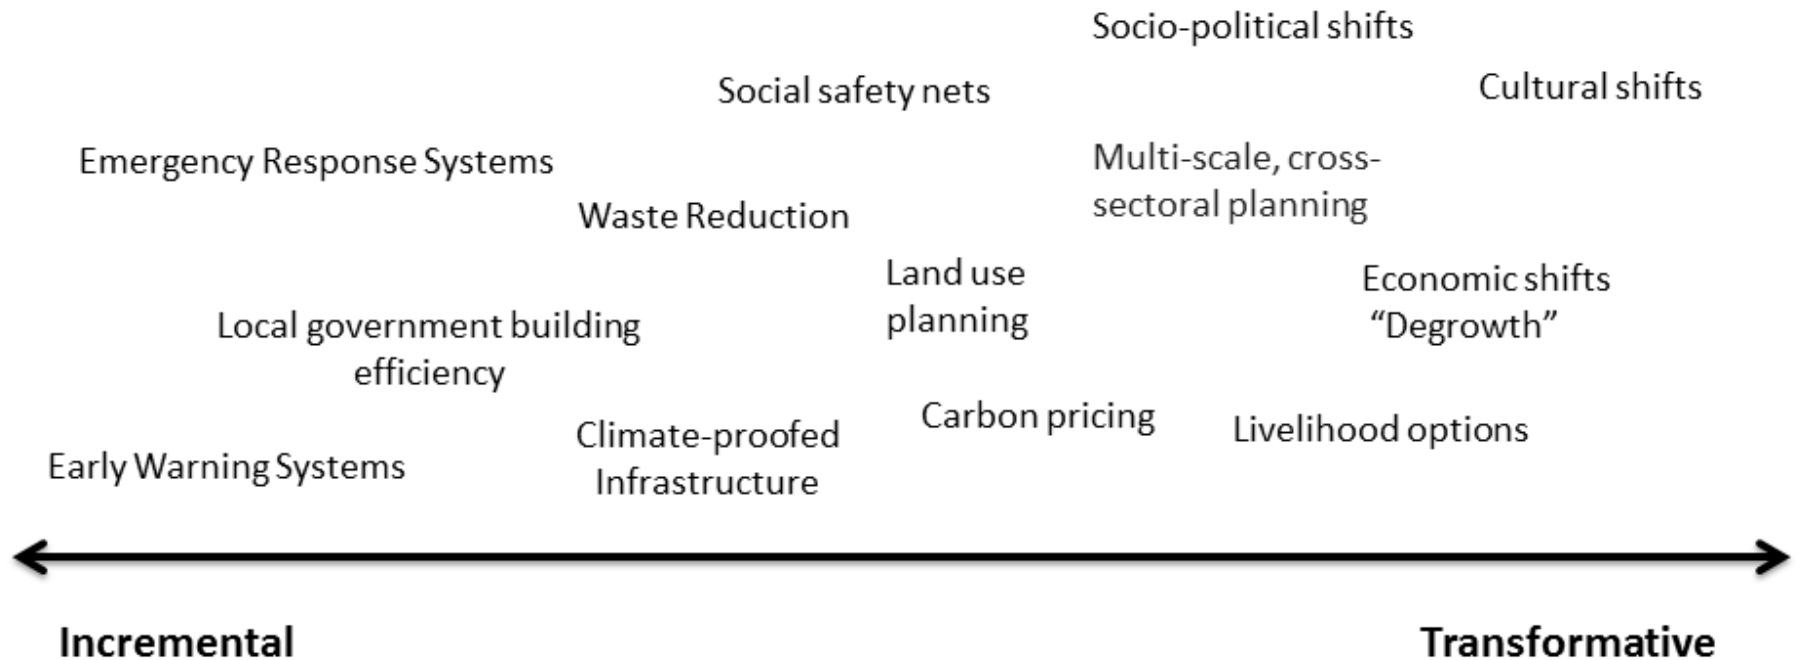 Socio-political shifts
Social safety nets
Cultural shifts
Emergency Response Systems
Multi-scale, cross-
sectoral planning
Waste Reduction
Land use
planning
Economic shifts
“Degrowth”
Local government building
efficiency
Carbon pricing
Livelihood options
Climate-proofed
Infrastructure
Early Warning Systems
Incremental
Transformative